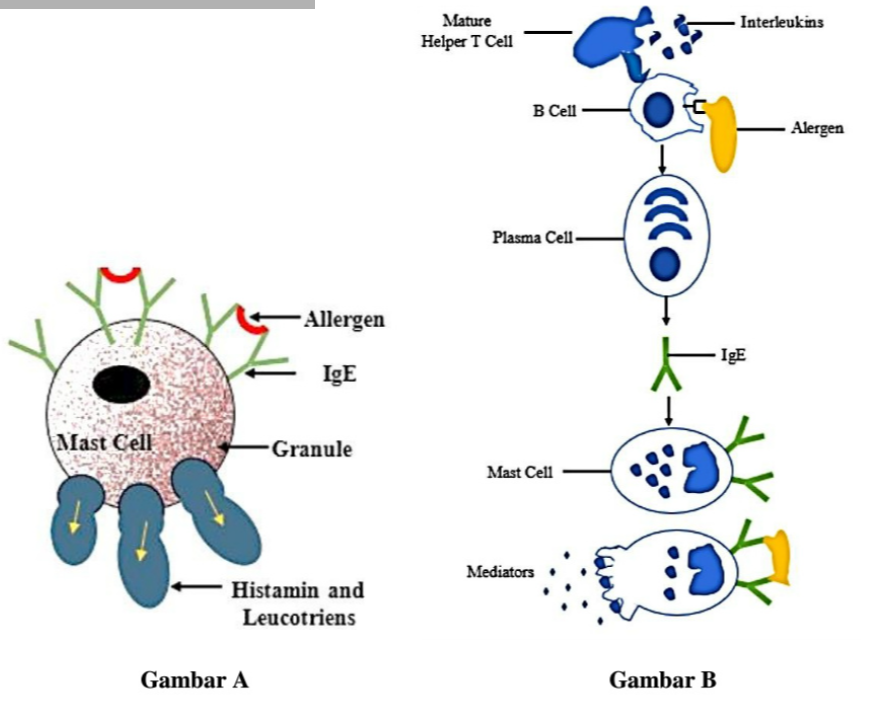 Mature
Helper T Cell
Interleukins
B Cell
Alergen
Plasma Cell
IgE
Mast Cell
Mediators
Allergen
IgE
Mast Cell
Granule
Histamin and
Leucotriens
Gambar A
Gambar B